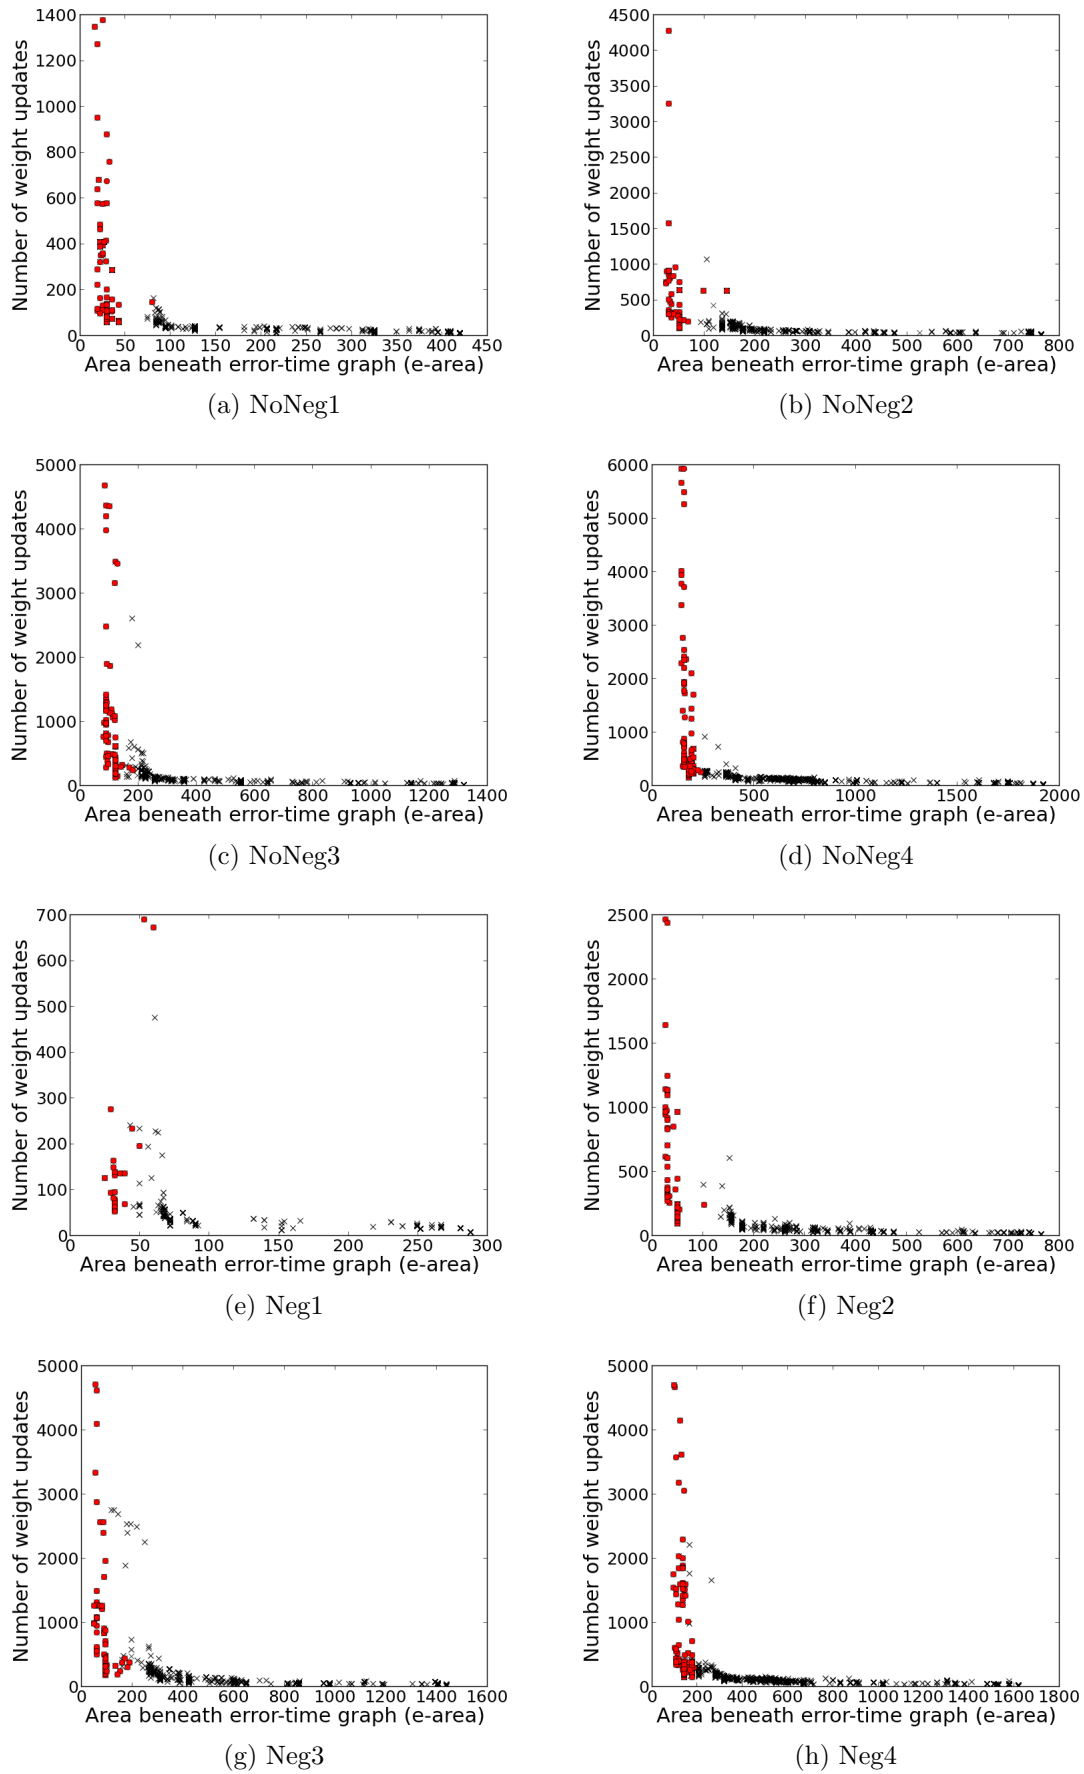 1400
1200
1000
800
600
400
200
0
Number of weight updates
0 50 100 150 200 250 300 350 400 450
Area beneath error-time graph (e-area)
(a) NoNeg1
4500
4000
3500
3000
2500
2000
1500
1000
500
0
Number of weight updates
0 100 200 300 400 500 600 700 800
Area beneath error-time graph (e-area)
(b) NoNeg2
5000
4000
3000
2000
1000
0
Number of weight updates
0 200 400 600 800 1000 1200 1400
Area beneath error-time graph (e-area)
(c) NoNeg3
6000
5000
4000
3000
2000
1000
0
Number of weight updates
0 500 1000 1500 2000
Area beneath error-time graph (e-area)
(d) NoNeg4
700
600
500
400
300
200
100
0
Number of weight updates
0 50 100 150 200 250 300
Area beneath error-time graph (e-area)
(e) Neg1
2500
2000
1500
1000
500
0
Number of weight updates
0 100 200 300 400 500 600 700 800
Area beneath error-time graph (e-area)
(f) Neg2
5000
4000
3000
2000
1000
0
Number of weight updates
0 200 400 600 800 1000 1200 1400 1600
Area beneath error-time graph (e-area)
(g) Neg3
5000
4000
3000
2000
1000
0
Number of weight updates
0 200 400 600 800 1000 1200 1400 1600 1800
Area beneath error-time graph (e-area)
(h) Neg4